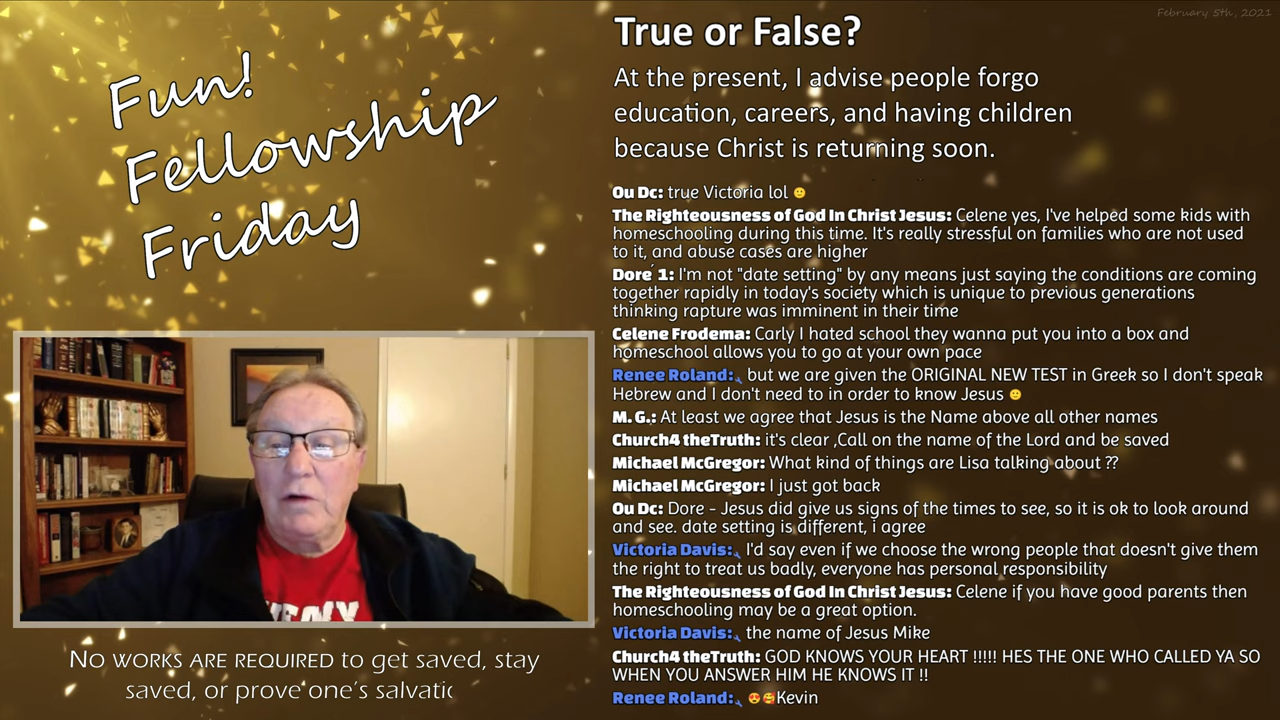 February 5th, 2021
Fun!
Fellowship
Friday
True or False?
At the present, I advise people forgo
education, careers, and having children
because Christ is returning soon.
Ou Dc: true Victoria lol 🙂
The Righteousness of God In Christ Jesus: Celene yes, I've helped some kids with
homeschooling during this time. It's really stressful on families who are not used
to it, and abuse cases are higher
Dore´1: I'm not "date setting" by any means just saying the conditions are coming
together rapidly in today's society which is unique to previous generations
thinking rapture was imminent in their time
Celene Frodema: Carly I hated school they wanna put you into a box and
homeschool allows you to go at your own pace
Renee Roland: but we are given the ORIGINAL NEW TEST in Greek so I don't speak
Hebrew and I don't need to in order to know Jesus 🙂
M. G.: At least we agree that Jesus is the Name above all other names
Church4 theTruth: it's clear ,Call on the name of the Lord and be saved
Michael McGregor: What kind of things are Lisa talking about ??
Michael McGregor: I just got back
Ou Dc: Dore - Jesus did give us signs of the times to see, so it is ok to look around
and see. date setting is different, i agree
Victoria Davis: I'd say even if we choose the wrong people that doesn't give them
the right to treat us badly, everyone has personal responsibility
The Righteousness of God In Christ Jesus: Celene if you have good parents then
homeschooling may be a great option.
Victoria Davis: the name of Jesus Mike
Church4 theTruth: GOD KNOWS YOUR HEART !!!!! HES THE ONE WHO CALLED YA SO
WHEN YOU ANSWER HIM HE KNOWS IT !!
Renee Roland: 😍🥰Kevin
NO WORKS ARE REQUIRED to get saved, stay
saved, or prove one's salvatic